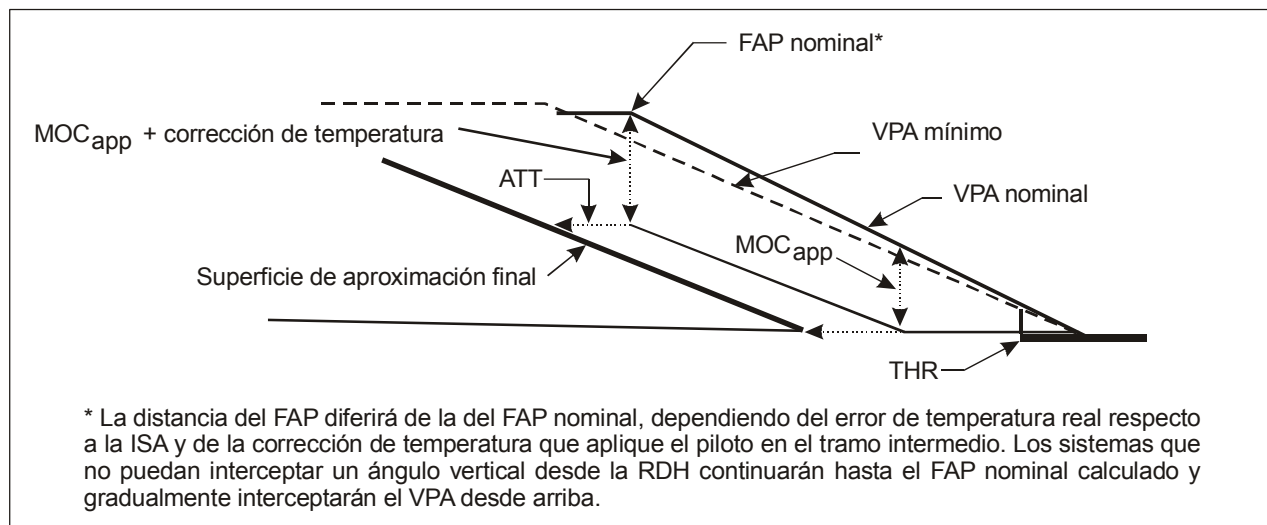 FAP nominal*
MOCapp + corrección de temperatura
VPA mínimo
ATT
VPA nominal
MOCapp
Superficie de aproximación final
THR
* La distancia del FAP diferirá de la del FAP nominal, dependiendo del error de temperatura real respecto
a la ISA y de la corrección de temperatura que aplique el piloto en el tramo intermedio. Los sistemas que
no puedan interceptar un ángulo vertical desde la RDH continuarán hasta el FAP nominal calculado y
gradualmente interceptarán el VPA desde arriba.